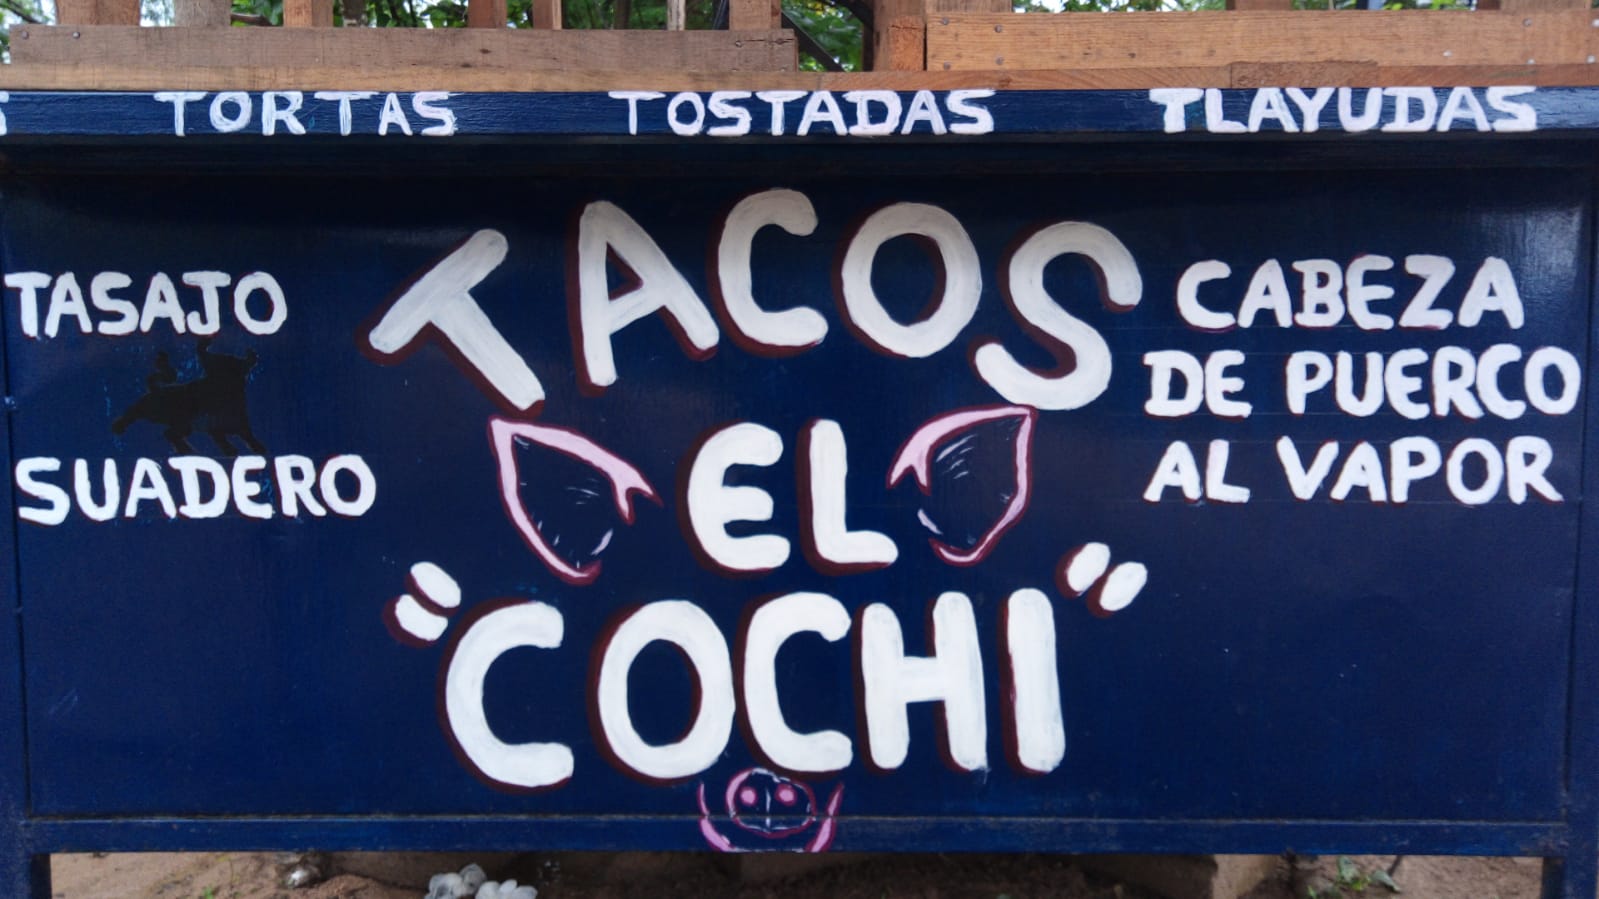 TORTAS TOSTADAS TLAYUDAS
TACOS
EL
"COCHI"
TASAJO
SUADERO
CABEZA
DE PUERCO
AL VAPOR